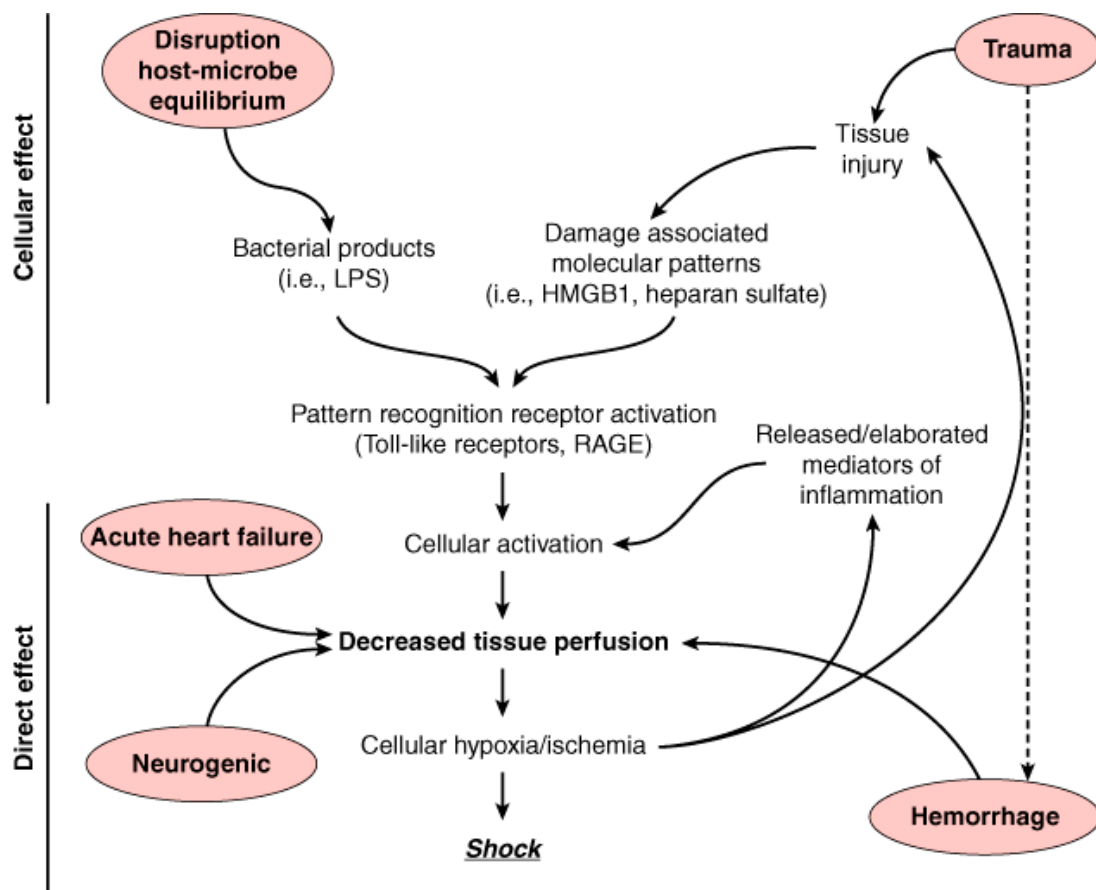 Cellular effect
Disruption
host-microbe
equilibrium
Trauma
Tissue
injury
Bacterial products
(i.e., LPS)
Damage associated
molecular patterns
(i.e., HMGB1, heparan sulfate)
Pattern recognition receptor activation
(Toll-like receptors, RAGE)
Released/elaborated
mediators of
inflammation
Direct effect
Acute heart failure
Cellular activation
Decreased tissue perfusion
Neurogenic
Cellular hypoxia/ischemia
Hemorrhage
Shock